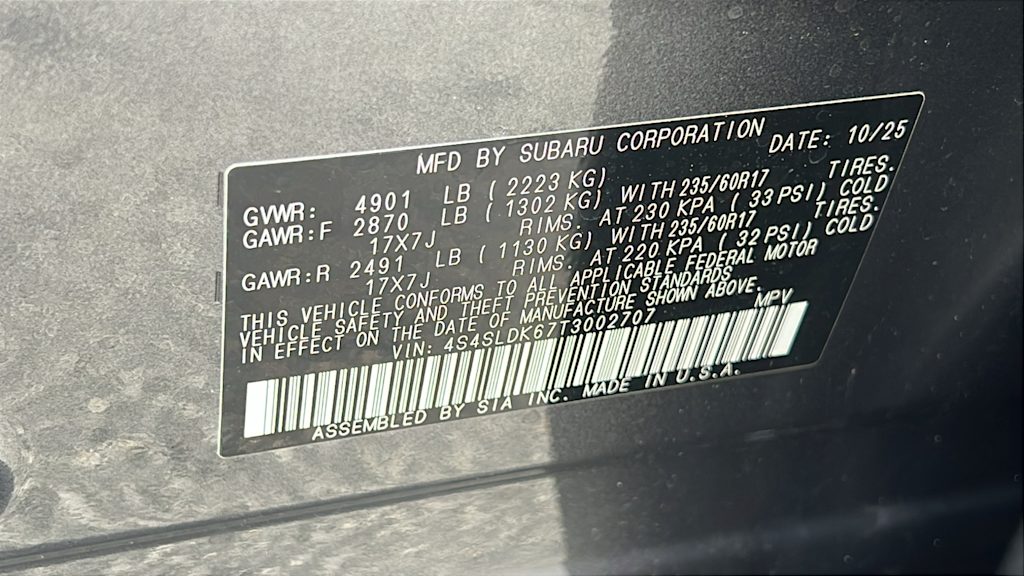 MFD BY SUBARU CORPORATION DATE: 10/25
GVWR: 4901 LB ( 2223 KG)
GAWR:F 2870 LB ( 1302 KG) WITH 235/60R17 TIRES.
17X7J RIMS. AT 230 KPA ( 33 PSI) COLD
GAWR:R 2491 LB ( 1130 KG) WITH 235/60R17 TIRES.
17X7J RIMS. AT 220 KPA ( 32 PSI) COLD
THIS VEHICLE CONFORMS TO ALL APPLICABLE FEDERAL MOTOR
VEHICLE SAFETY AND THEFT PREVENTION STANDARDS
IN EFFECT ON THE DATE OF MANUFACTURE SHOWN ABOVE.
VIN: 4S4SLDK67T3002707 MPV
ASSEMBLED BY SIA INC. MADE IN U.S.A.